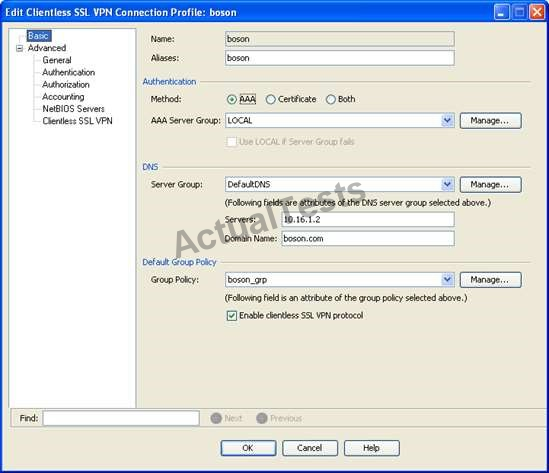 Edit Clientless SSL VPN Connection Profile: boson
Basic
Advanced
General
Authentication
Authorization
Accounting
NetBIOS Servers
Clientless SSL VPN
Name: boson
Aliases: boson
Authentication
Method: AAA Certificate Both
AAA Server Group: LOCAL Manage...
Use LOCAL if Server Group fails
DNS
Server Group: DefaultDNS Manage...
(Following fields are attributes of the DNS server group selected above.)
Servers: 10.16.1.2
Domain Name: boson.com
ActualTests
Default Group Policy
Group Policy: boson_grp Manage...
(Following field is an attribute of the group policy selected above.)
Enable clientless SSL VPN protocol
Find: Next Previous
OK Cancel Help